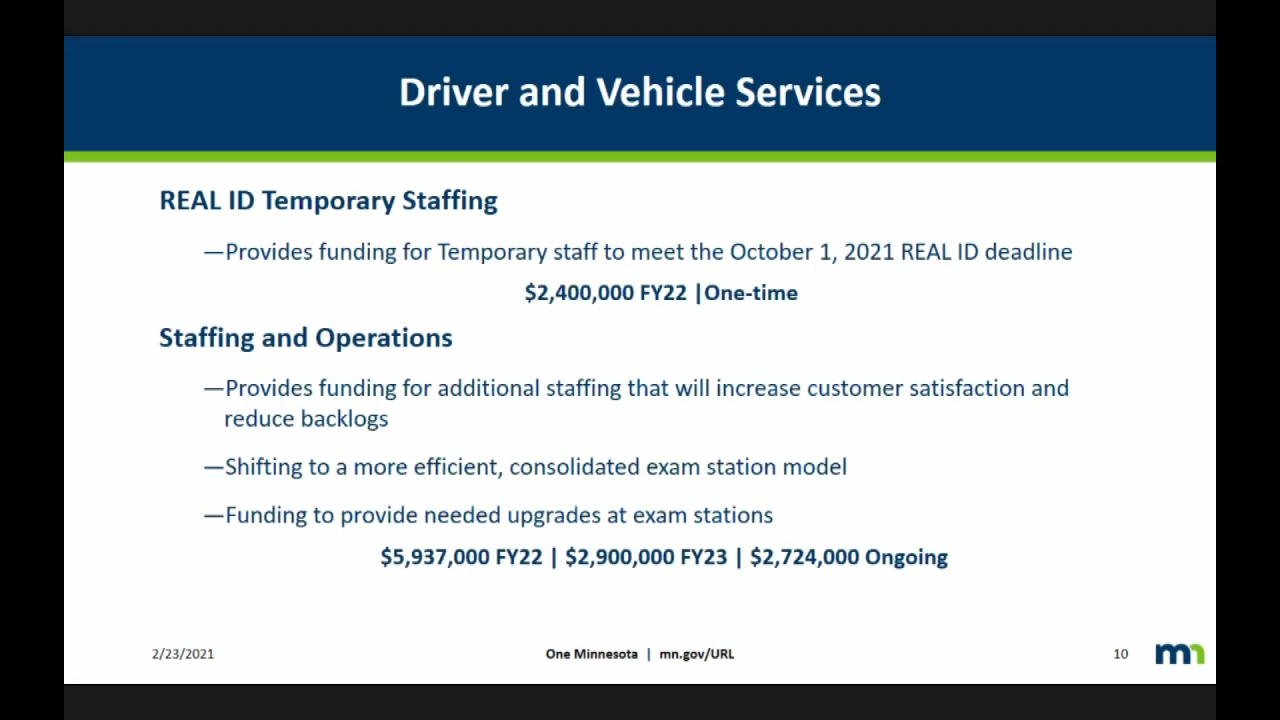 Driver and Vehicle Services
REAL ID Temporary Staffing
—Provides funding for Temporary staff to meet the October 1, 2021 REAL ID deadline
$2,400,000 FY22 |One-time
Staffing and Operations
—Provides funding for additional staffing that will increase customer satisfaction and
reduce backlogs
—Shifting to a more efficient, consolidated exam station model
—Funding to provide needed upgrades at exam stations
$5,937,000 FY22 | $2,900,000 FY23 | $2,724,000 Ongoing
2/23/2021 One Minnesota | mn.gov/URL 10 mn